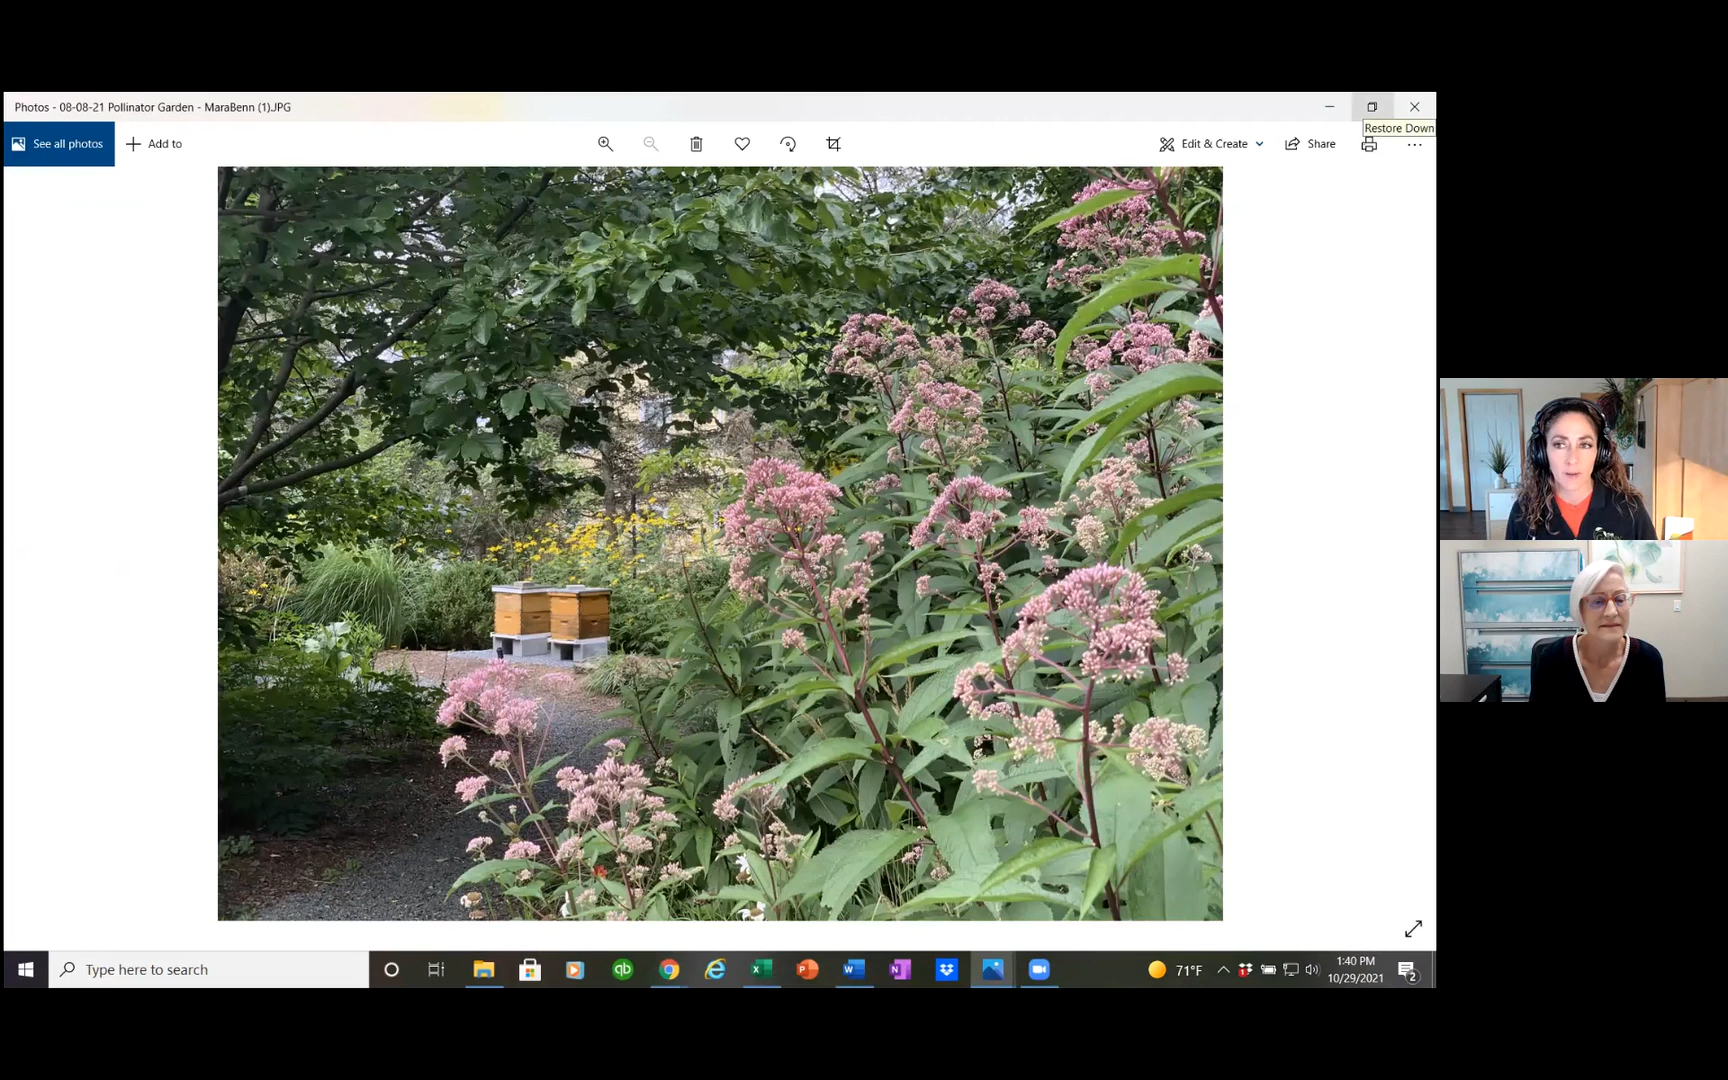 Photos - 08-08-21 Pollinator Garden - MaraBenn (1).JPG
Restore Down
See all photos
Add to
Edit & Create
Share
Type here to search
71°F
1:40 PM
10/29/2021
2